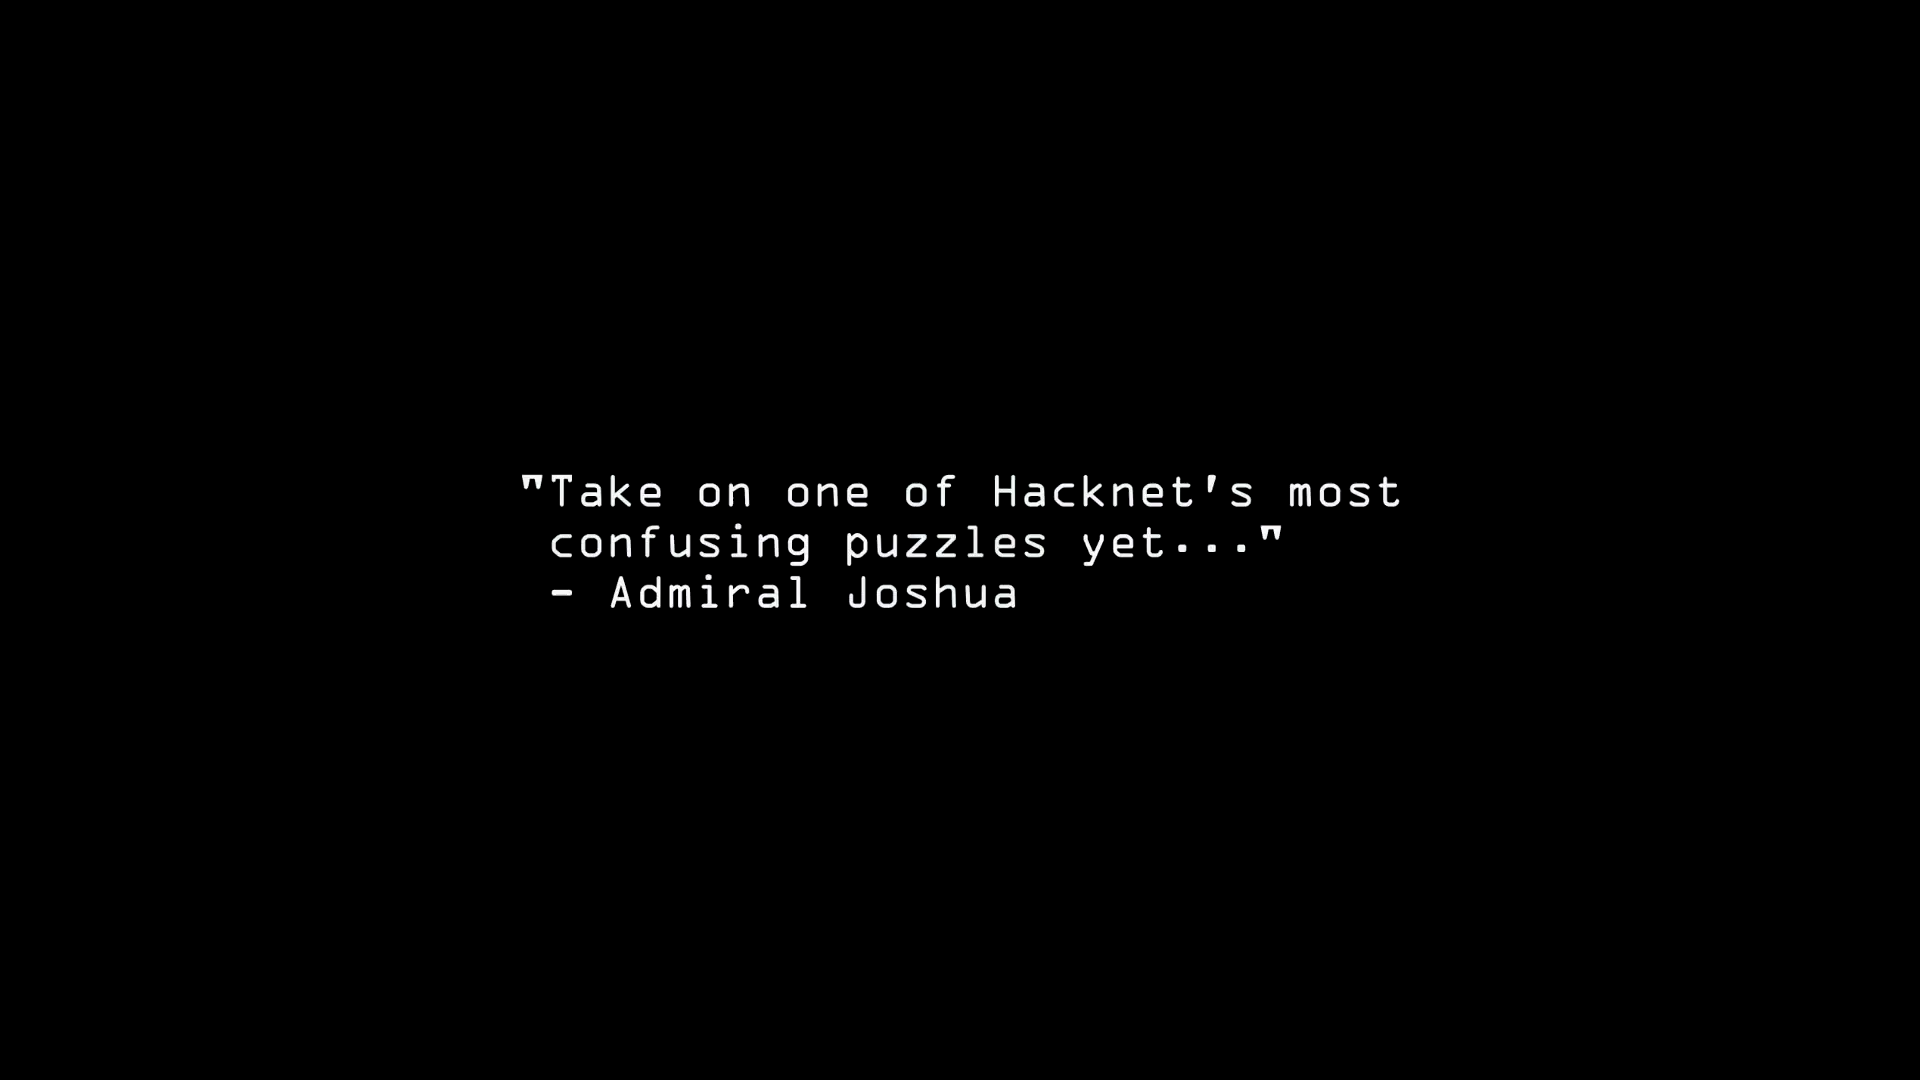 "Take on one of Hacknet's most
confusing puzzles yet..."
- Admiral Joshua